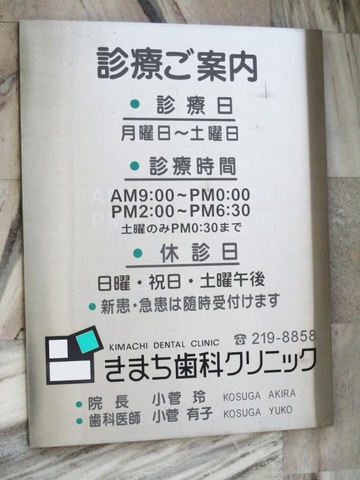 診療ご案内
● 診療日
月曜日〜土曜日
● 診療時間
AM9:00〜PM0:00
PM2:00〜PM6:30
土曜のみPM0:30まで
● 休診日
日曜・祝日・土曜午後
● 新患・急患は随時受付けます
KIMACHI DENTAL CLINIC ☎ 219-8858
きまち歯科クリニック
● 院長 小菅 玲 KOSUGA AKIRA
● 歯科医師 小菅 有子 KOSUGA YUKO